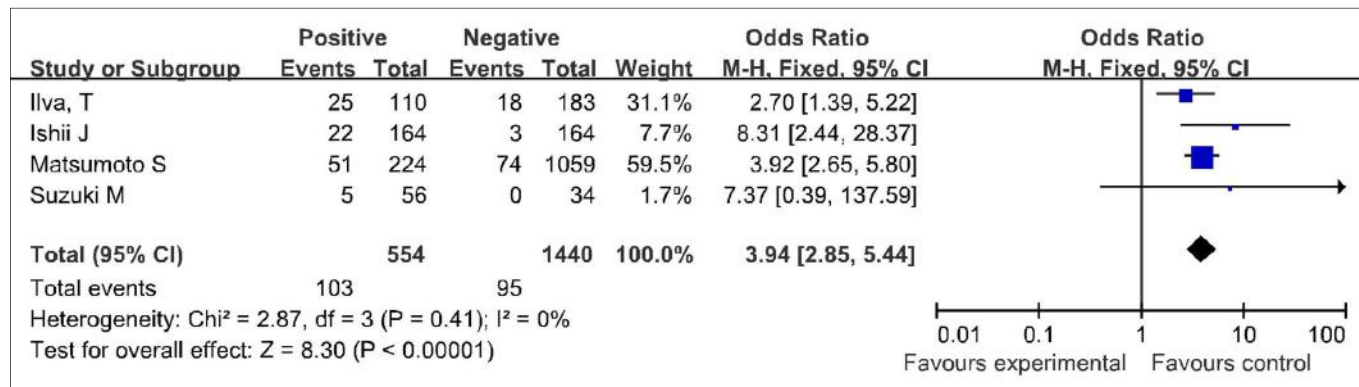 Positive Negative Odds Ratio Odds Ratio
Study or Subgroup Events Total Events Total Weight M-H, Fixed, 95% CI M-H, Fixed, 95% CI
Ilva, T 25 110 18 183 31.1% 2.70 [1.39, 5.22]
Ishii J 22 164 3 164 7.7% 8.31 [2.44, 28.37]
Matsumoto S 51 224 74 1059 59.5% 3.92 [2.65, 5.80]
Suzuki M 5 56 0 34 1.7% 7.37 [0.39, 137.59]
Total (95% CI) 554 1440 100.0% 3.94 [2.85, 5.44]
Total events 103 95
Heterogeneity: Chi² = 2.87, df = 3 (P = 0.41); I² = 0%
Test for overall effect: Z = 8.30 (P < 0.00001)
0.01 0.1 1 10 100
Favours experimental Favours control